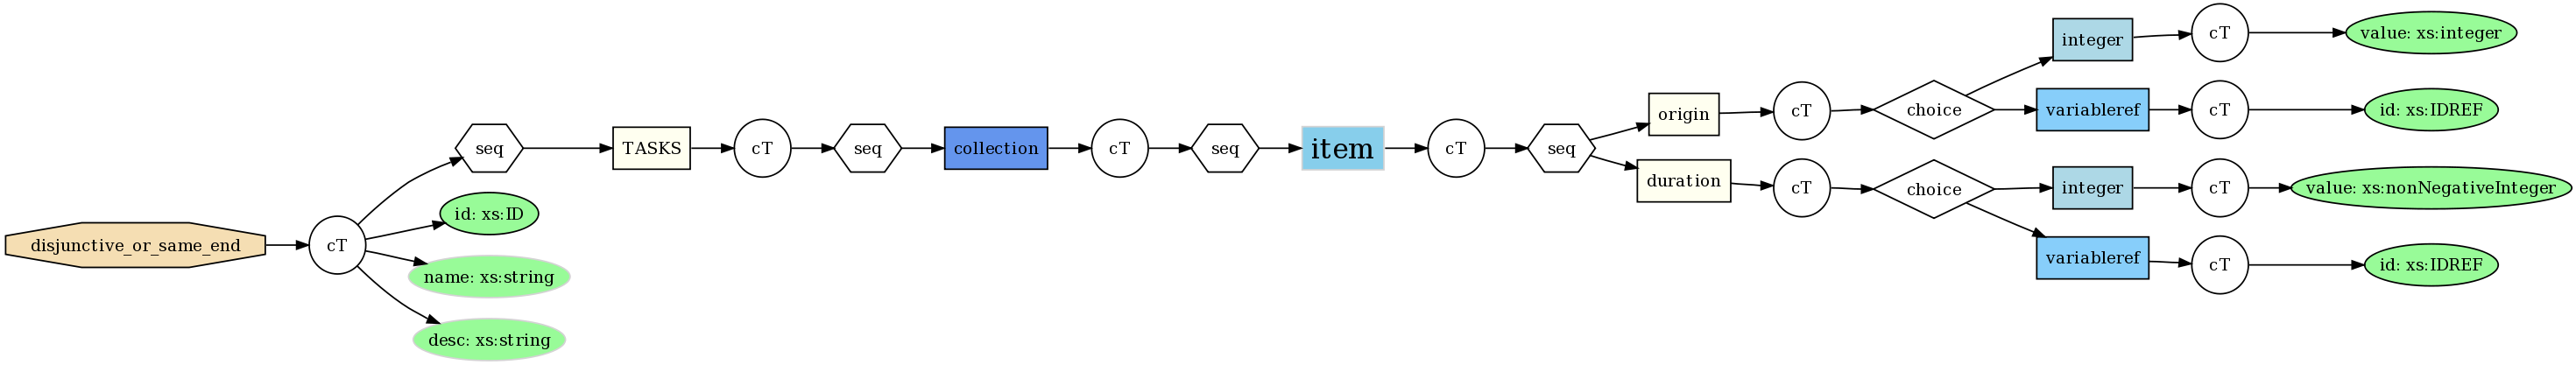 disjunctive_or_same_end
cT
seq
id: xs:ID
name: xs:string
desc: xs:string
TASKS
cT
seq
collection
cT
seq
item
cT
seq
origin
cT
choice
integer
cT
value: xs:integer
variableref
cT
id: xs:IDREF
duration
cT
choice
integer
cT
value: xs:nonNegativeInteger
variableref
cT
id: xs:IDREF